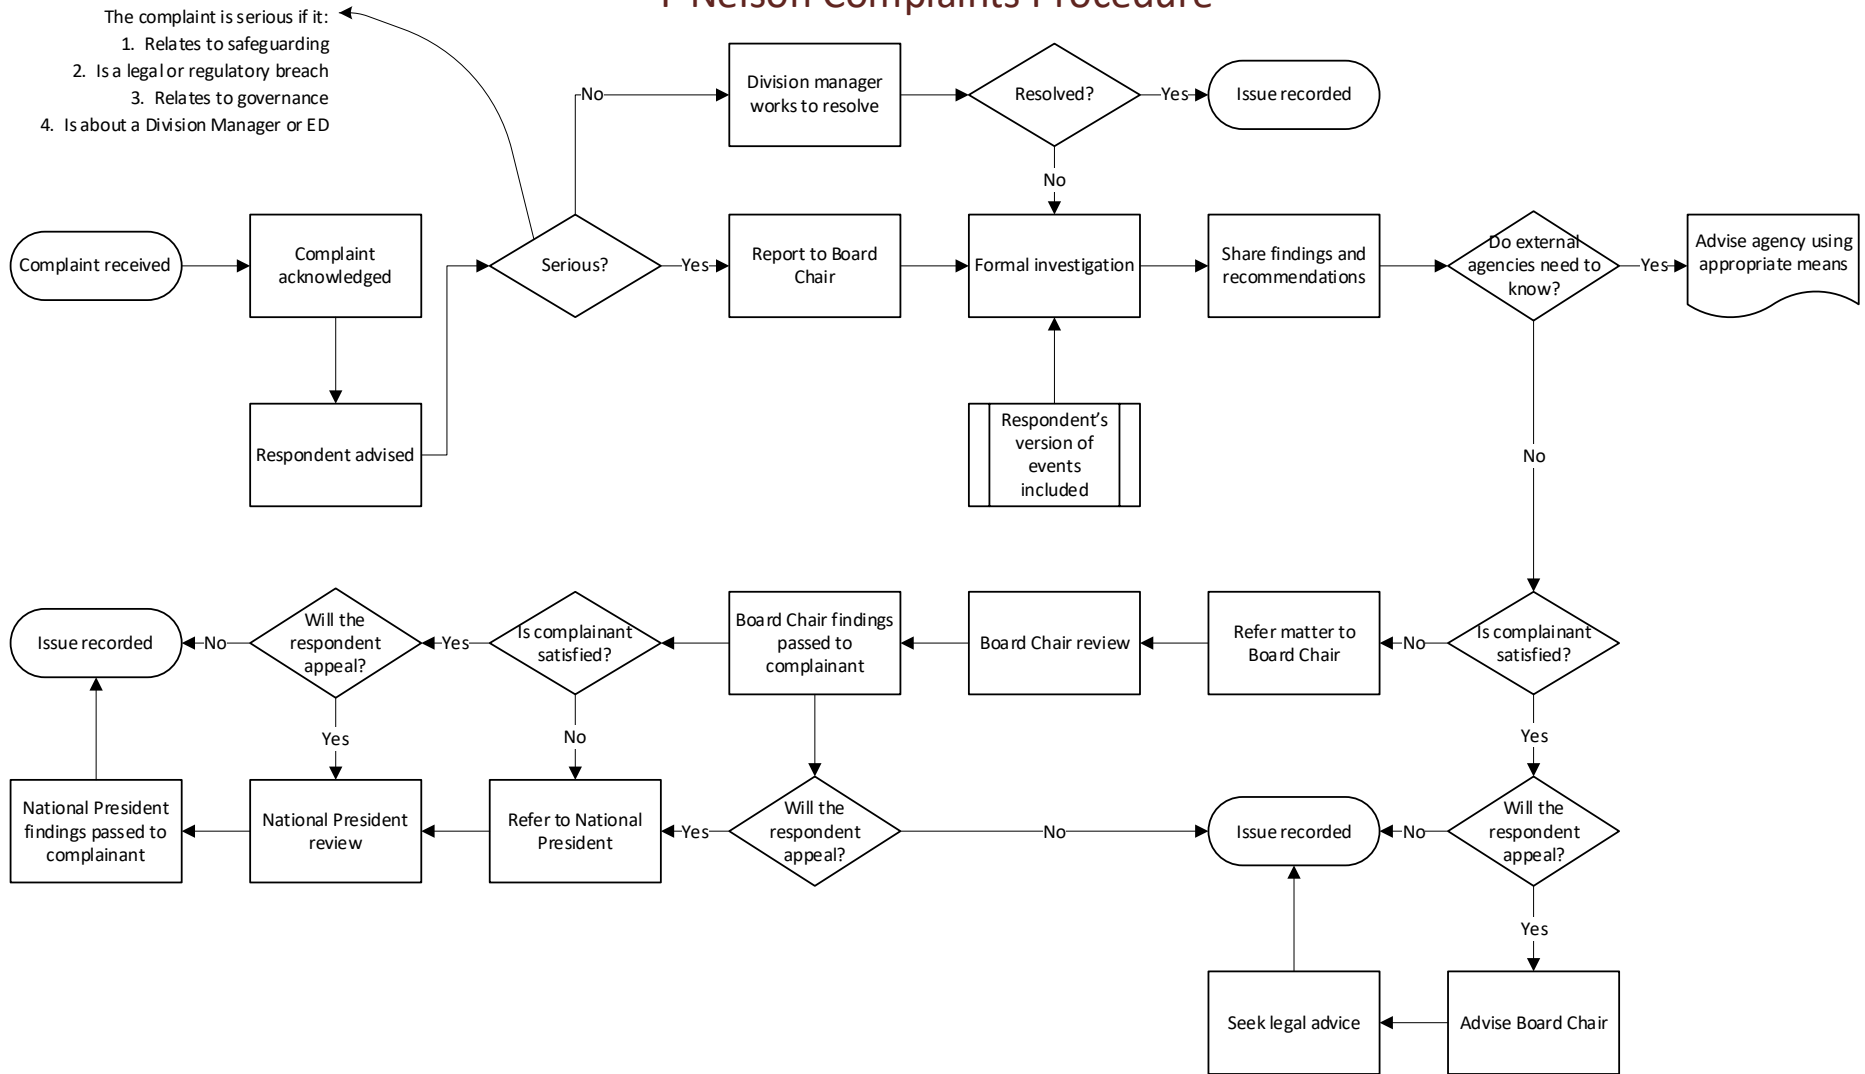 Nelson Complaints Procedure
The complaint is serious if it:
1. Relates to safeguarding
2. Is a legal or regulatory breach
3. Relates to governance
4. Is about a Division Manager or ED
No
Division manager
works to resolve
Resolved?
Yes
Issue recorded
No
Complaint received
Complaint
acknowledged
Serious?
Yes
Report to Board
Chair
Formal investigation
Share findings and
recommendations
Do external
agencies need to
know?
Yes
Advise agency using
appropriate means
Respondent advised
Respondent's
version of
events
included
No
Issue recorded
No
Will the
respondent
appeal?
Yes
Is complainant
satisfied?
Board Chair findings
passed to
complainant
Board Chair review
Refer matter to
Board Chair
No
Is complainant
satisfied?
Yes
No
Yes
National President
findings passed to
complainant
National President
review
Refer to National
President
Yes
Will the
respondent
appeal?
No
Issue recorded
No
Will the
respondent
appeal?
Yes
Seek legal advice
Advise Board Chair